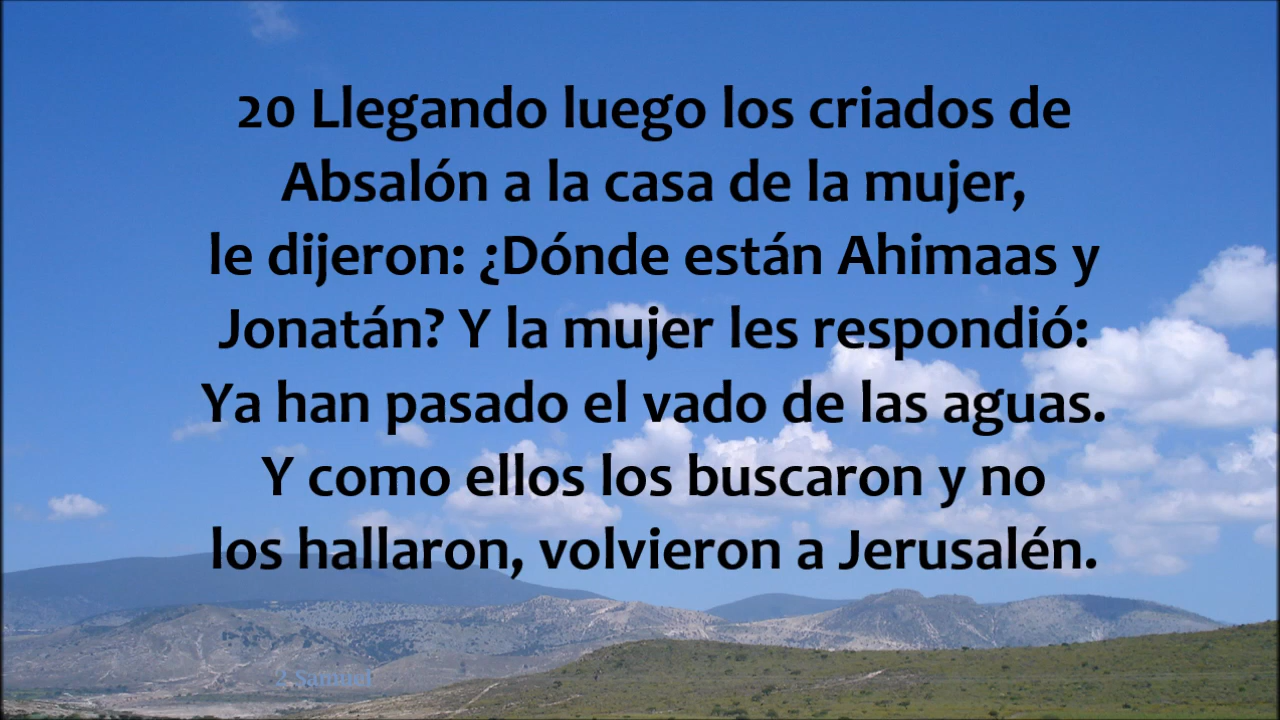 20 Llegando luego los criados de
Absalón a la casa de la mujer,
le dijeron: ¿Dónde están Ahimaas y
Jonatán? Y la mujer les respondió:
Ya han pasado el vado de las aguas.
Y como ellos los buscaron y no
los hallaron, volvieron a Jerusalén.
2 Samuel